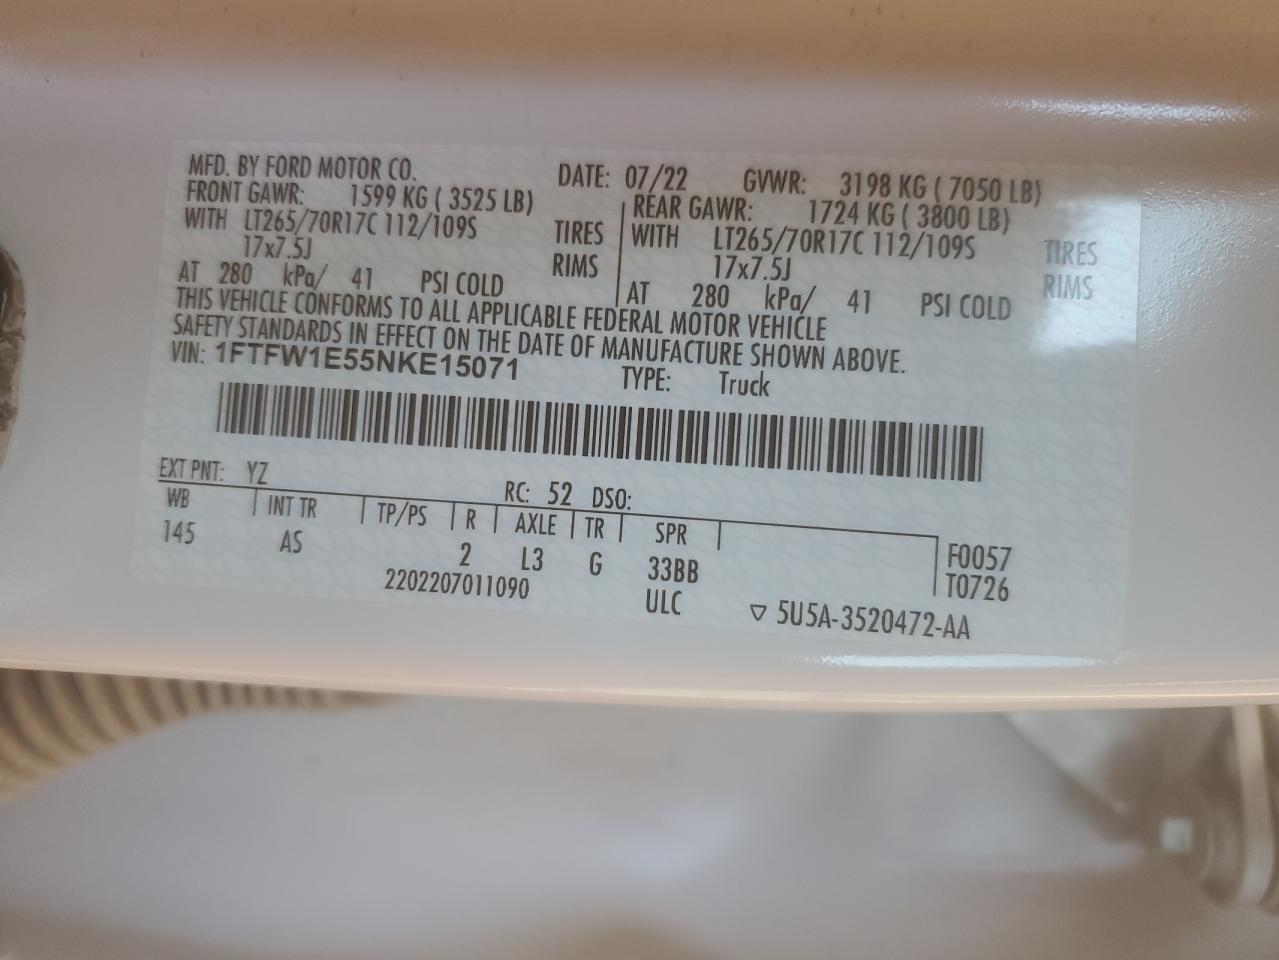 MFD. BY FORD MOTOR CO. DATE: 07/22 GVWR: 3198 KG ( 7050 LB)
FRONT GAWR: 1599 KG ( 3525 LB) REAR GAWR: 1724 KG ( 3800 LB)
WITH LT265/70R17C 112/109S TIRES WITH LT265/70R17C 112/109S TIRES
17x7.5J RIMS 17x7.5J RIMS
AT 280 kPa/ 41 PSI COLD AT 280 kPa/ 41 PSI COLD
THIS VEHICLE CONFORMS TO ALL APPLICABLE FEDERAL MOTOR VEHICLE
SAFETY STANDARDS IN EFFECT ON THE DATE OF MANUFACTURE SHOWN ABOVE.
VIN: 1FTFW1E55NKE15071 TYPE: Truck
EXT PNT: YZ RC: 52 DSO:
WB INT TR TP/PS R AXLE TR SPR
145 AS 2 L3 G 33BB F0057
T0726
2202207011090 ULC ▽ 5U5A-3520472-AA